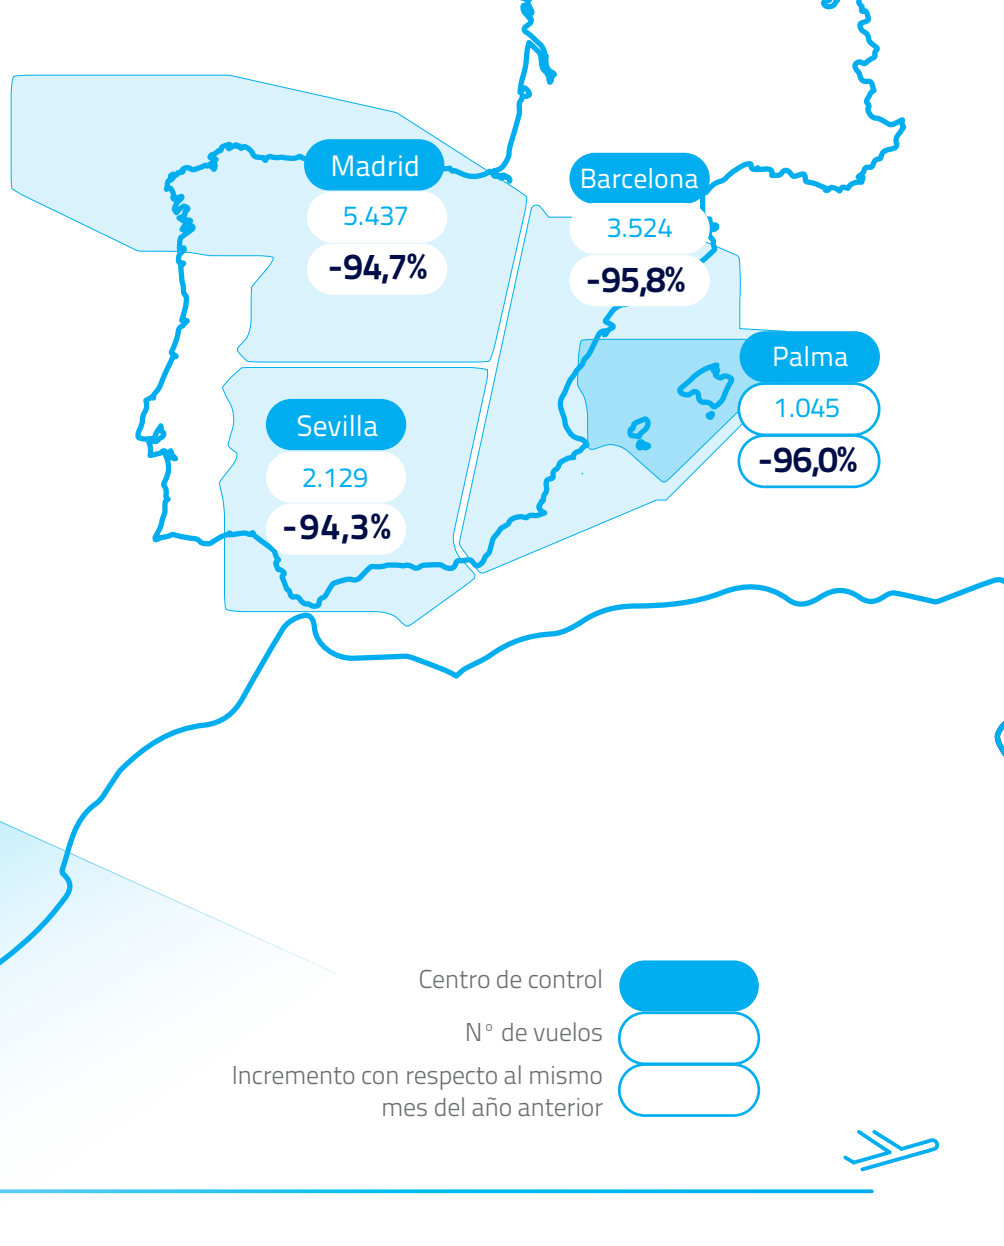 Madrid
5.437
-94,7%
Barcelona
3.524
-95,8%
Palma
1.045
-96,0%
Sevilla
2.129
-94,3%
Centro de control
N° de vuelos
Incremento con respecto al mismo
mes del año anterior